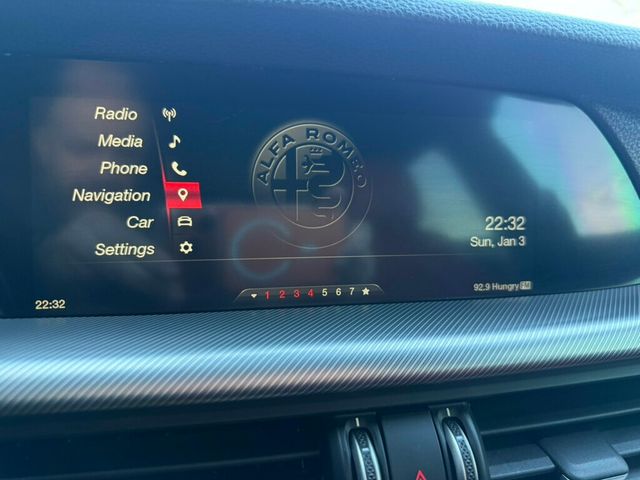 Radio
Media
Phone
Navigation
Car
Settings
ALFA ROMEO
22:32
Sun, Jan 3
1 2 3 4 5 6 7
92.9 Hungry FM
22:32